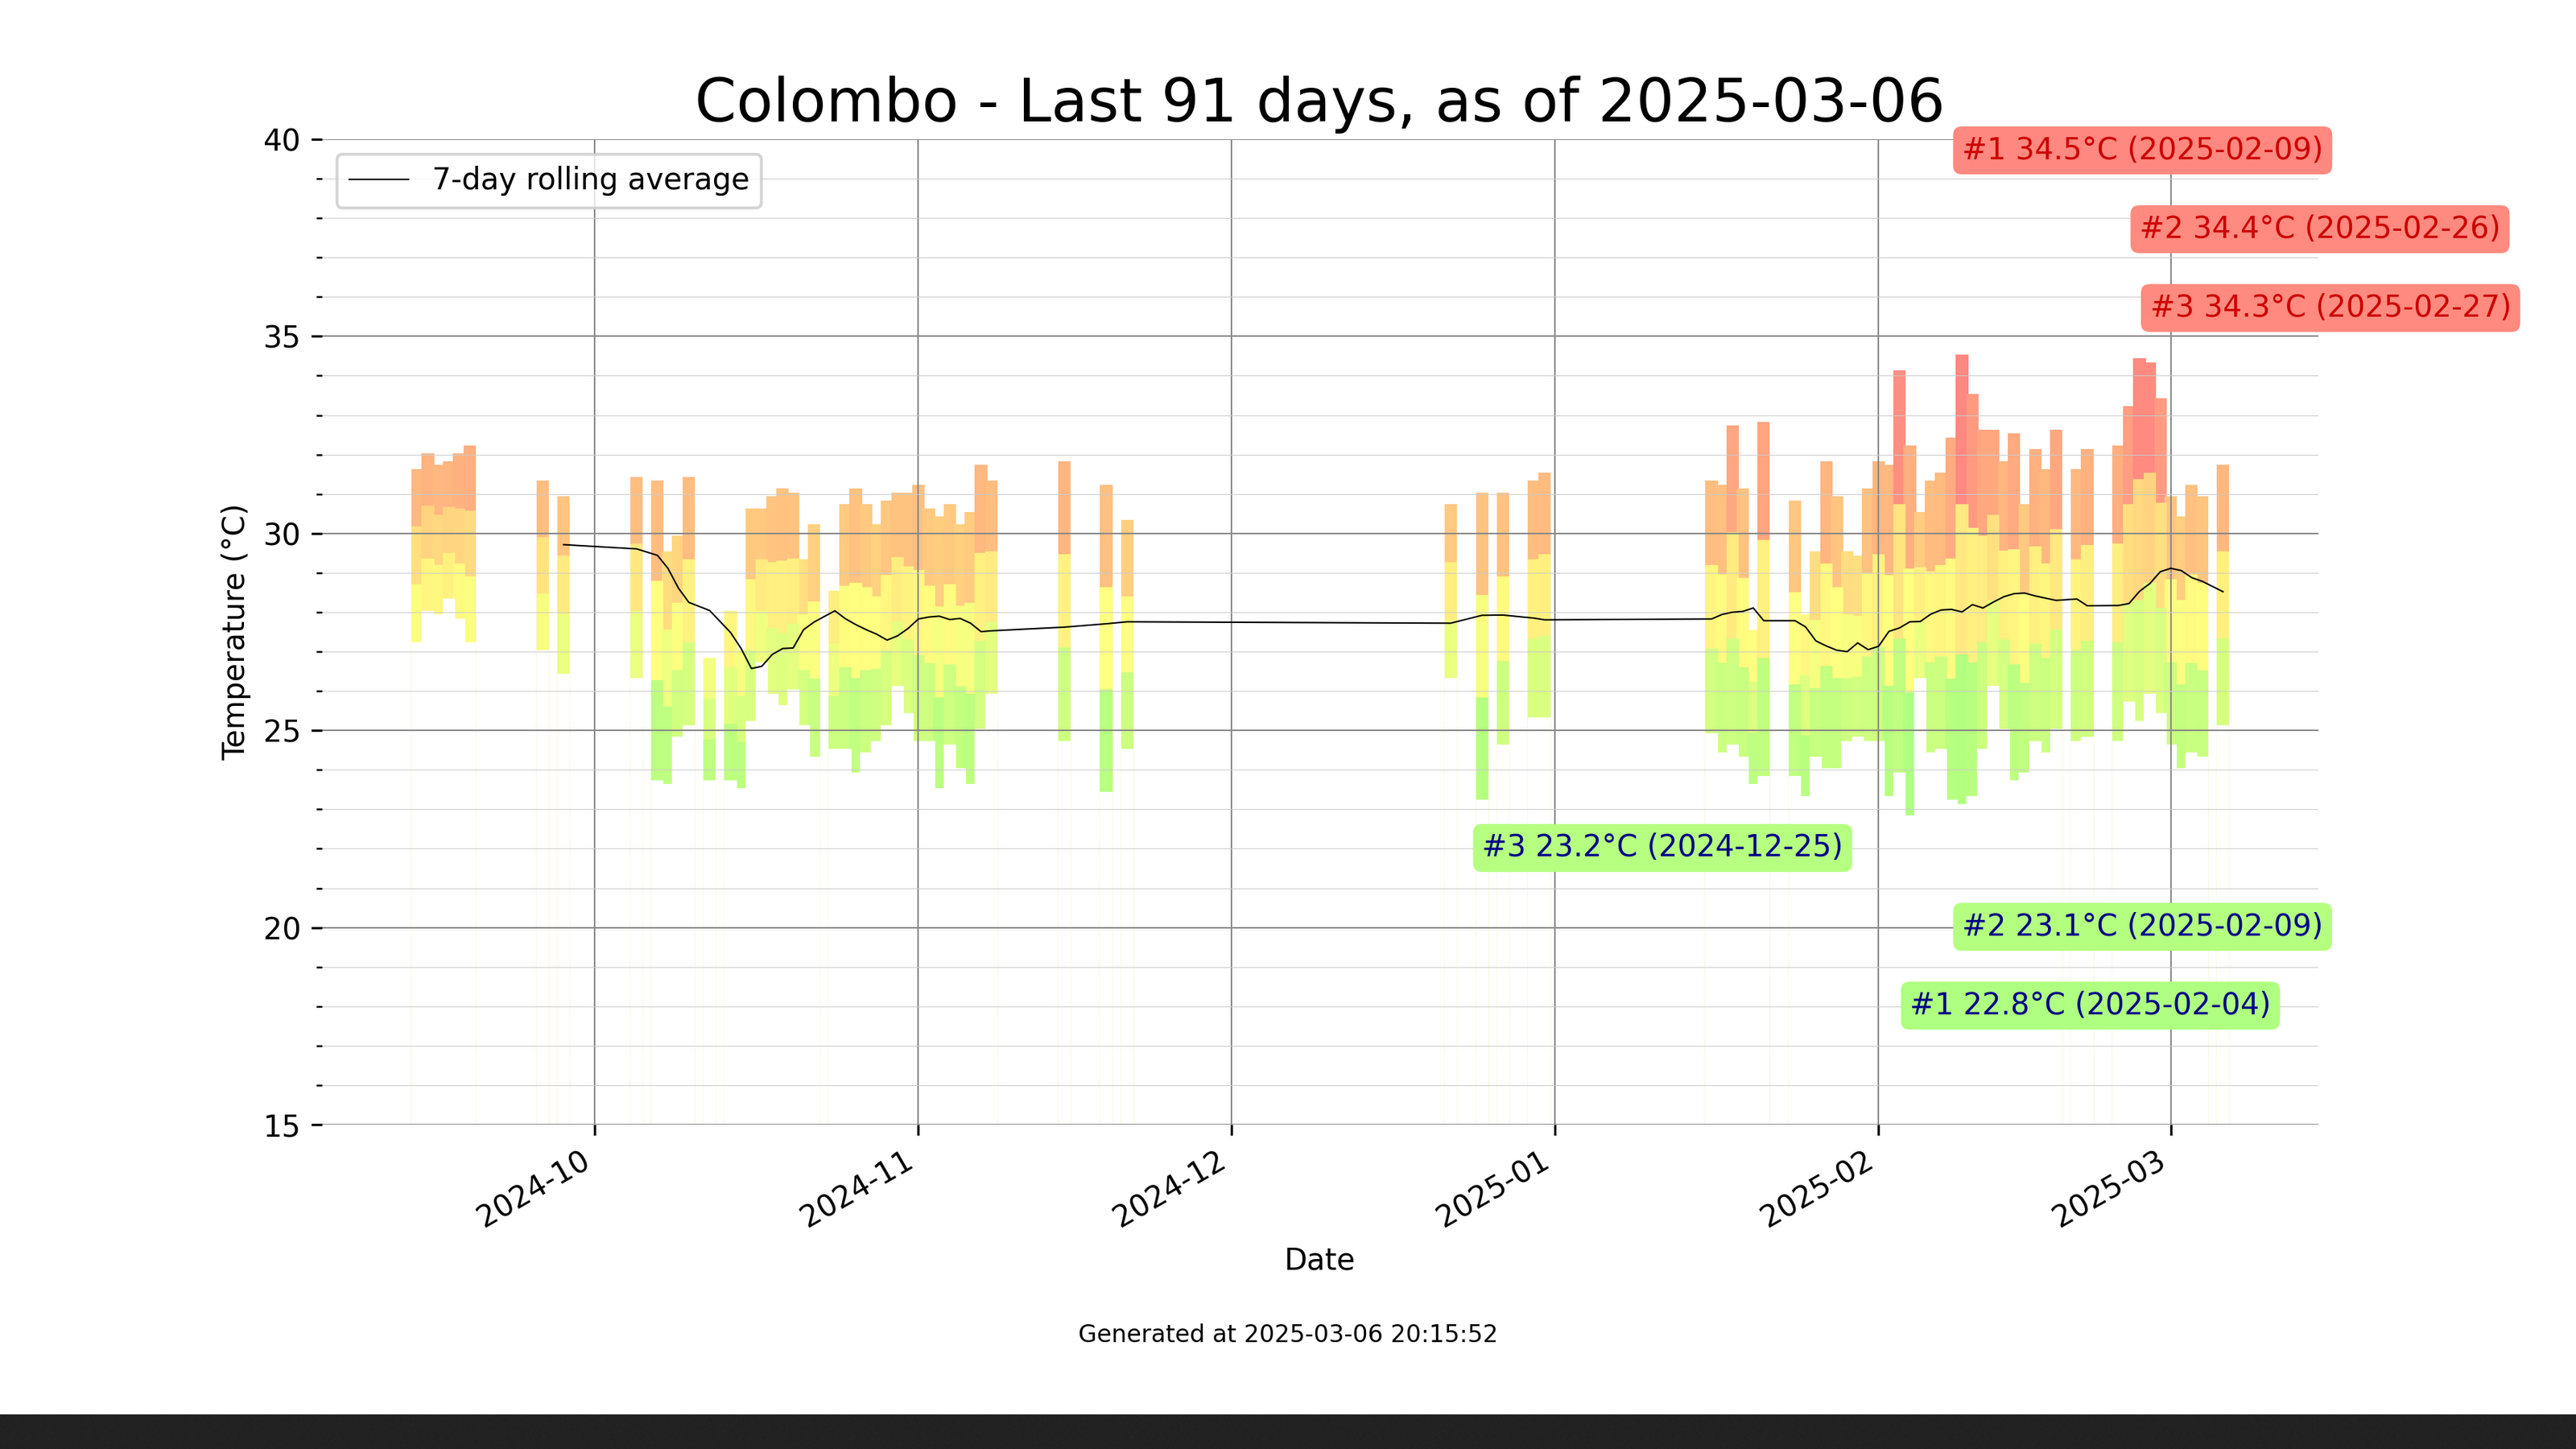 Colombo - Last 91 days, as of 2025-03-06
7-day rolling average
#1 34.5°C (2025-02-09)
#2 34.4°C (2025-02-26)
#3 34.3°C (2025-02-27)
40
35
30
25
20
15
Temperature (°C)
#3 23.2°C (2024-12-25)
#2 23.1°C (2025-02-09)
#1 22.8°C (2025-02-04)
2024-10
2024-11
2024-12
2025-01
2025-02
2025-03
Date
Generated at 2025-03-06 20:15:52